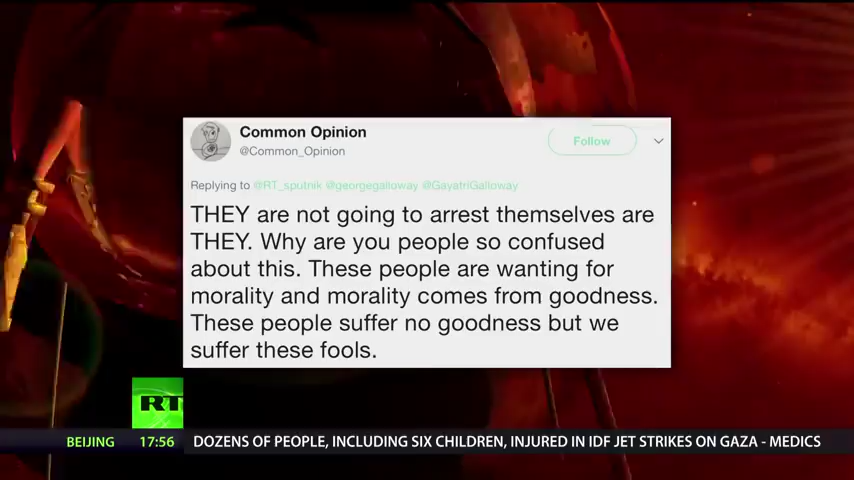 Common Opinion
@Common_Opinion
Follow
Replying to @RT_sputnik @georgegalloway @GayatriGalloway
THEY are not going to arrest themselves are
THEY. Why are you people so confused
about this. These people are wanting for
morality and morality comes from goodness.
These people suffer no goodness but we
suffer these fools.
RT
BEIJING 17:56 DOZENS OF PEOPLE, INCLUDING SIX CHILDREN, INJURED IN IDF JET STRIKES ON GAZA - MEDICS